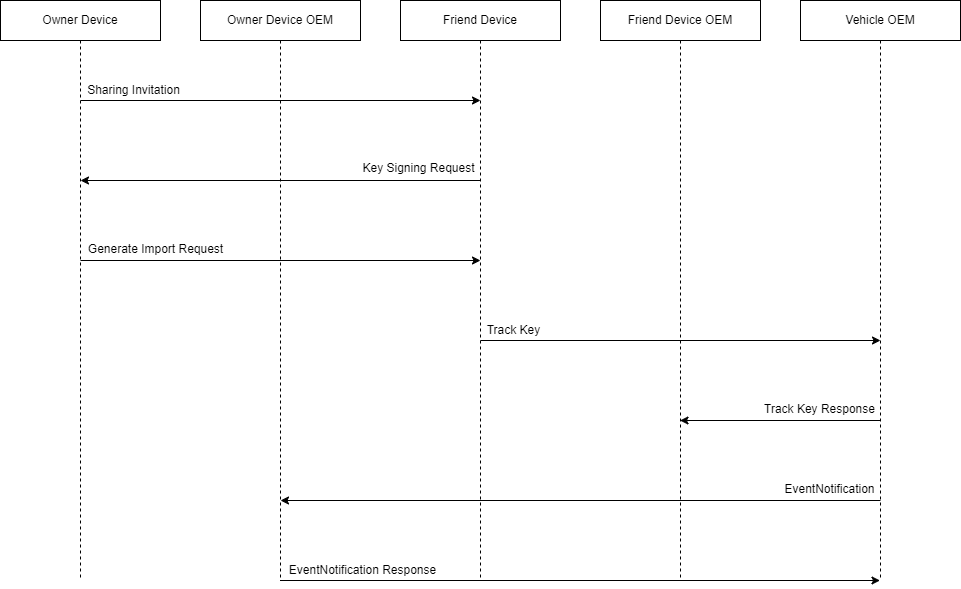 Owner Device
Owner Device OEM
Friend Device
Friend Device OEM
Vehicle OEM
Sharing Invitation
Key Signing Request
Generate Import Request
Track Key
Track Key Response
EventNotification
EventNotification Response